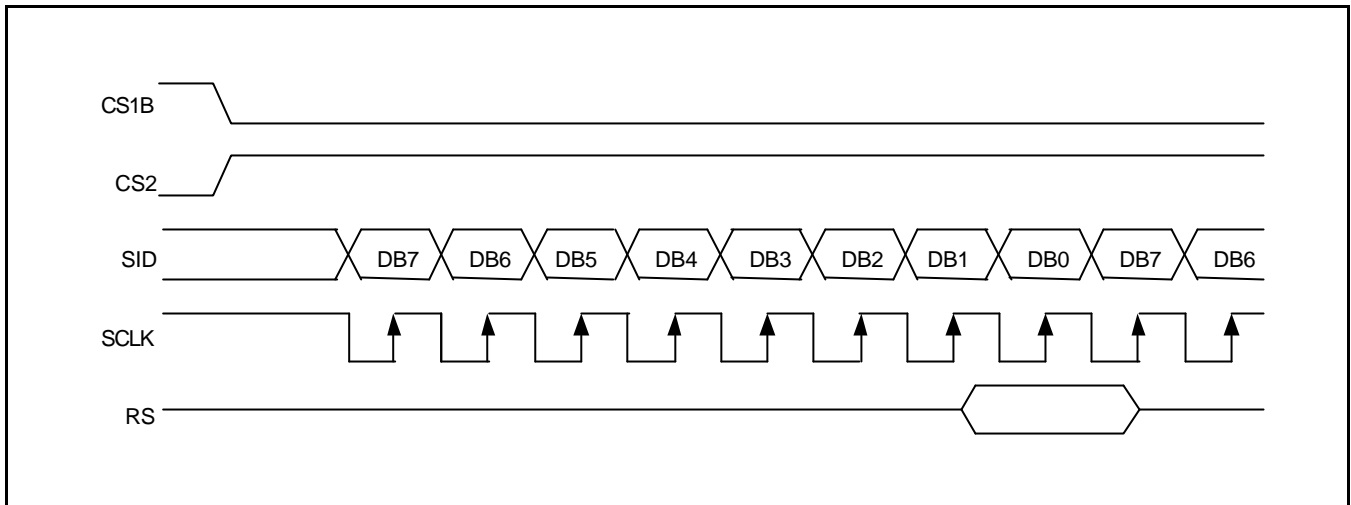 CS1B
CS2
SID DB7 DB6 DB5 DB4 DB3 DB2 DB1 DB0 DB7 DB6
SCLK
RS